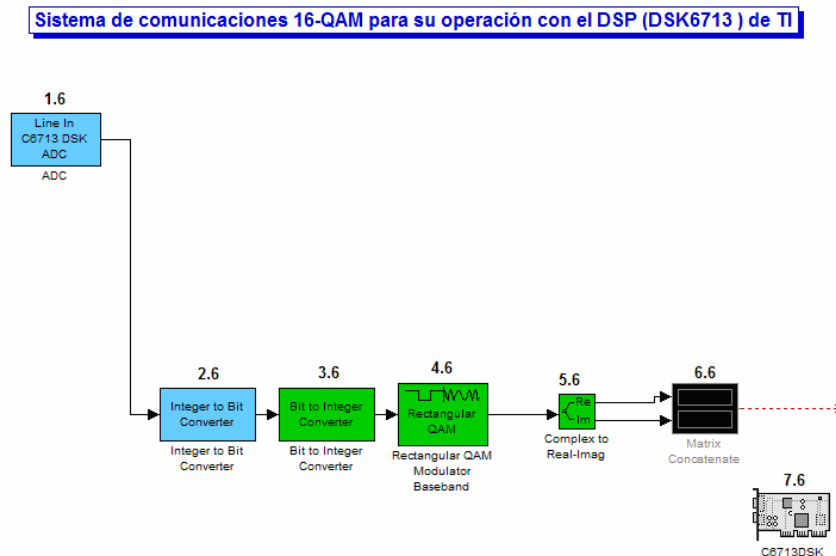 Sistema de comunicaciones 16-QAM para su operación con el DSP (DSK6713 ) de TI
1.6
Line In
C6713 DSK
ADC
ADC
2.6
Integer to Bit
Converter
Integer to Bit
Converter
3.6
Bit to Integer
Converter
Bit to Integer
Converter
4.6
Rectangular
QAM
Rectangular QAM
Modulator
Baseband
5.6
Re
Im
Complex to
Real-Imag
6.6
Matrix
Concatenate
7.6
C6713DSK